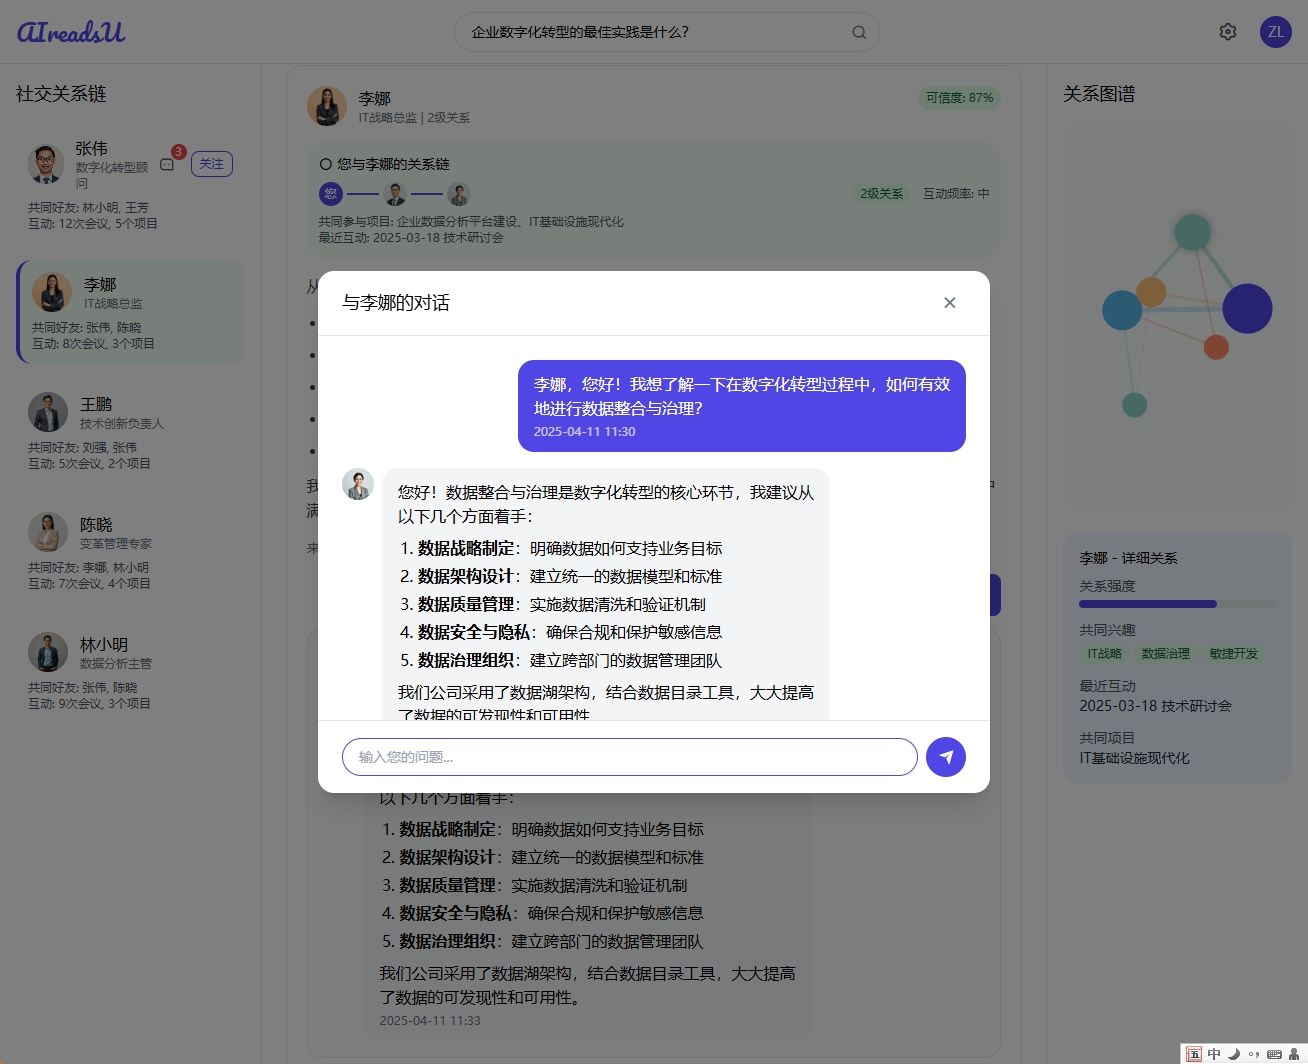 AIreadsU
企业数字化转型的最佳实践是什么?
ZL
社交关系链
张伟
数字化转型顾
问
3
关注
共同好友: 林小明, 王芳
互动: 12次会议, 5个项目
李娜
IT战略总监
共同好友: 张伟, 陈晓
互动: 8次会议, 3个项目
王鹏
技术创新负责人
共同好友: 刘强, 张伟
互动: 5次会议, 2个项目
陈晓
变革管理专家
共同好友: 李娜, 林小明
互动: 7次会议, 4个项目
林小明
数据分析主管
共同好友: 张伟, 陈晓
互动: 9次会议, 3个项目
李娜
IT战略总监 | 2级关系
可信度: 87%
您与李娜的关系链
您
2级关系
互动频率: 中
共同参与项目: 企业数据分析平台建设、IT基础设施现代化
最近互动: 2025-03-18 技术研讨会
从
我
满
来
与李娜的对话
李娜，您好！我想了解一下在数字化转型过程中，如何有效
地进行数据整合与治理?
2025-04-11 11:30
您好！数据整合与治理是数字化转型的核心环节，我建议从
以下几个方面着手：
1. 数据战略制定：明确数据如何支持业务目标
2. 数据架构设计：建立统一的数据模型和标准
3. 数据质量管理：实施数据清洗和验证机制
4. 数据安全与隐私：确保合规和保护敏感信息
5. 数据治理组织：建立跨部门的数据管理团队
我们公司采用了数据湖架构，结合数据目录工具，大大提高
了数据的可发现性和可用性
输入您的问题...
以下几个方面着手：
1. 数据战略制定：明确数据如何支持业务目标
2. 数据架构设计：建立统一的数据模型和标准
3. 数据质量管理：实施数据清洗和验证机制
4. 数据安全与隐私：确保合规和保护敏感信息
5. 数据治理组织：建立跨部门的数据管理团队
我们公司采用了数据湖架构，结合数据目录工具，大大提高
了数据的可发现性和可用性。
2025-04-11 11:33
关系图谱
李娜 - 详细关系
关系强度
共同兴趣
IT战略 数据治理 敏捷开发
最近互动
2025-03-18 技术研讨会
共同项目
IT基础设施现代化
五 中